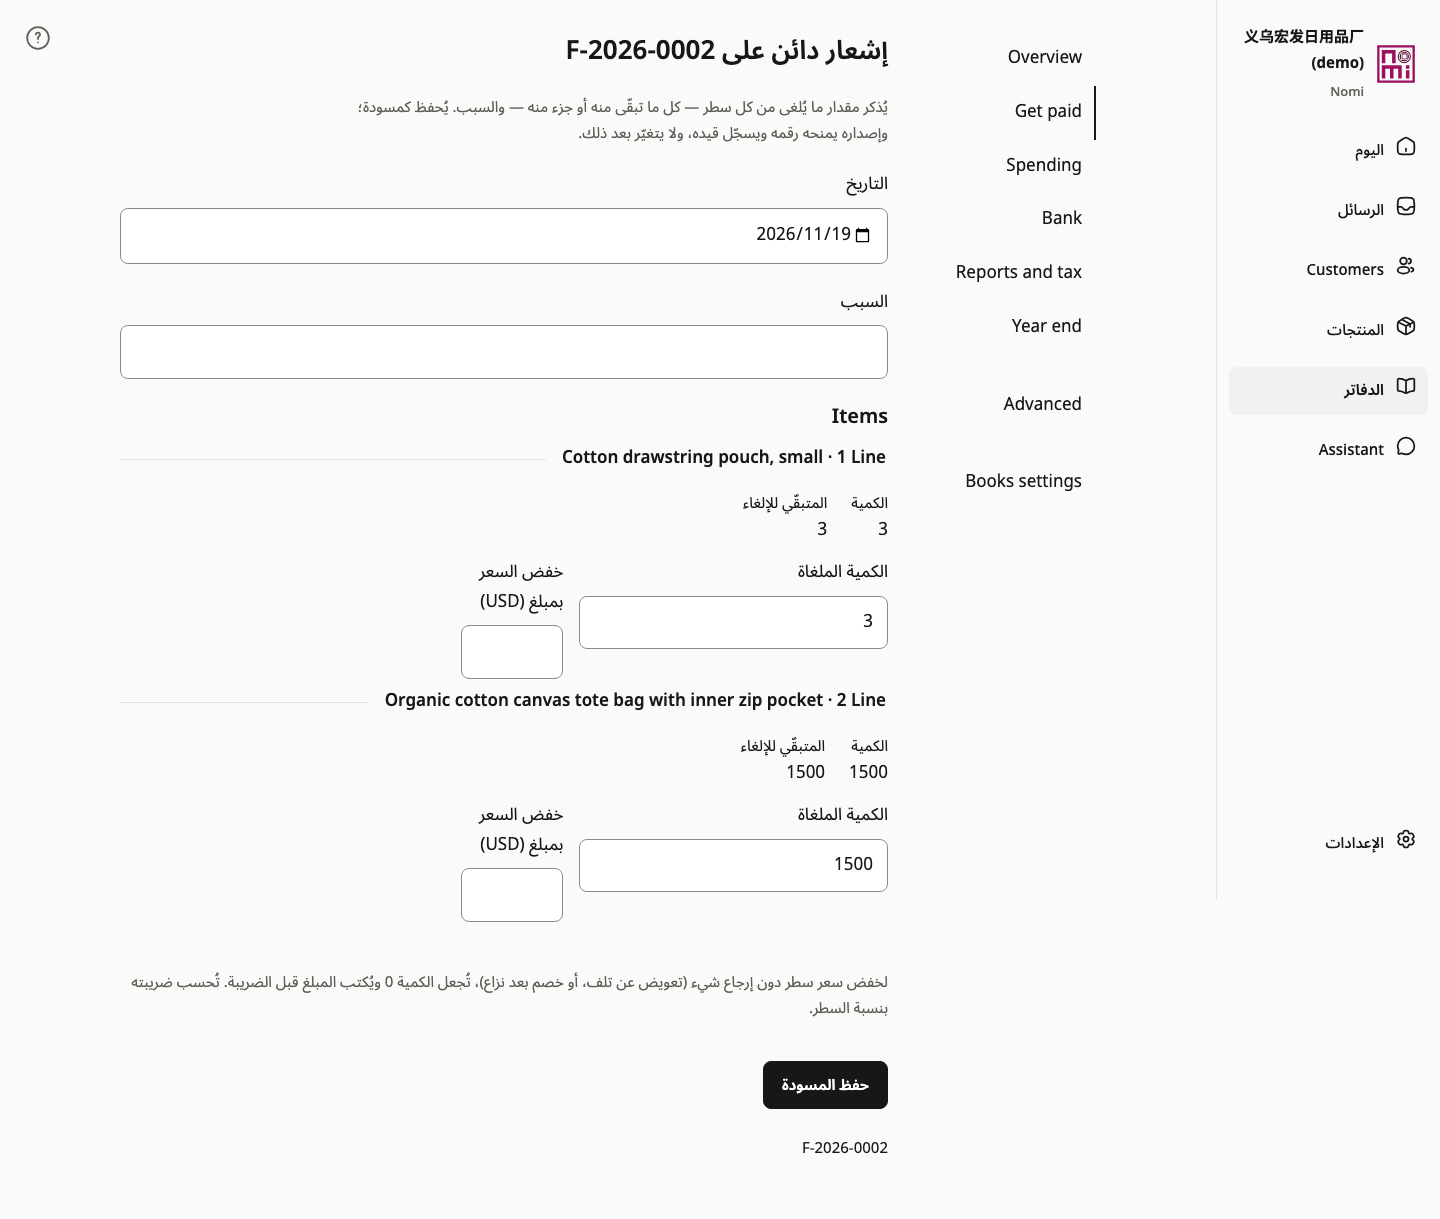 义乌宏发日用品厂
(demo)
Nomi
اليوم
الرسائل
Customers
المنتجات
الدفاتر
Assistant
الإعدادات
Overview
Get paid
Spending
Bank
Reports and tax
Year end
Advanced
Books settings
إشعار دائن على F-2026-0002
يُذكر مقدار ما يُلغى من كل سطر — كل ما تبقّى منه أو جزء منه — والسبب. يُحفظ كمسودة؛
وإصداره يمنحه رقمه ويسجّل قيده، ولا يتغيّر بعد ذلك.
التاريخ
2026/11/19
السبب
Items
Cotton drawstring pouch, small · 1 Line
الكمية
المتبقّي للإلغاء
3
3
الكمية الملغاة
خفض السعر
بمبلغ (USD)
3
Organic cotton canvas tote bag with inner zip pocket · 2 Line
الكمية
المتبقّي للإلغاء
1500
1500
الكمية الملغاة
خفض السعر
بمبلغ (USD)
1500
لخفض سعر سطر دون إرجاع شيء (تعويض عن تلف، أو خصم بعد نزاع)، تُجعل الكمية 0 ويُكتب المبلغ قبل الضريبة. تُحسب ضريبته
بنسبة السطر.
حفظ المسودة
F-2026-0002